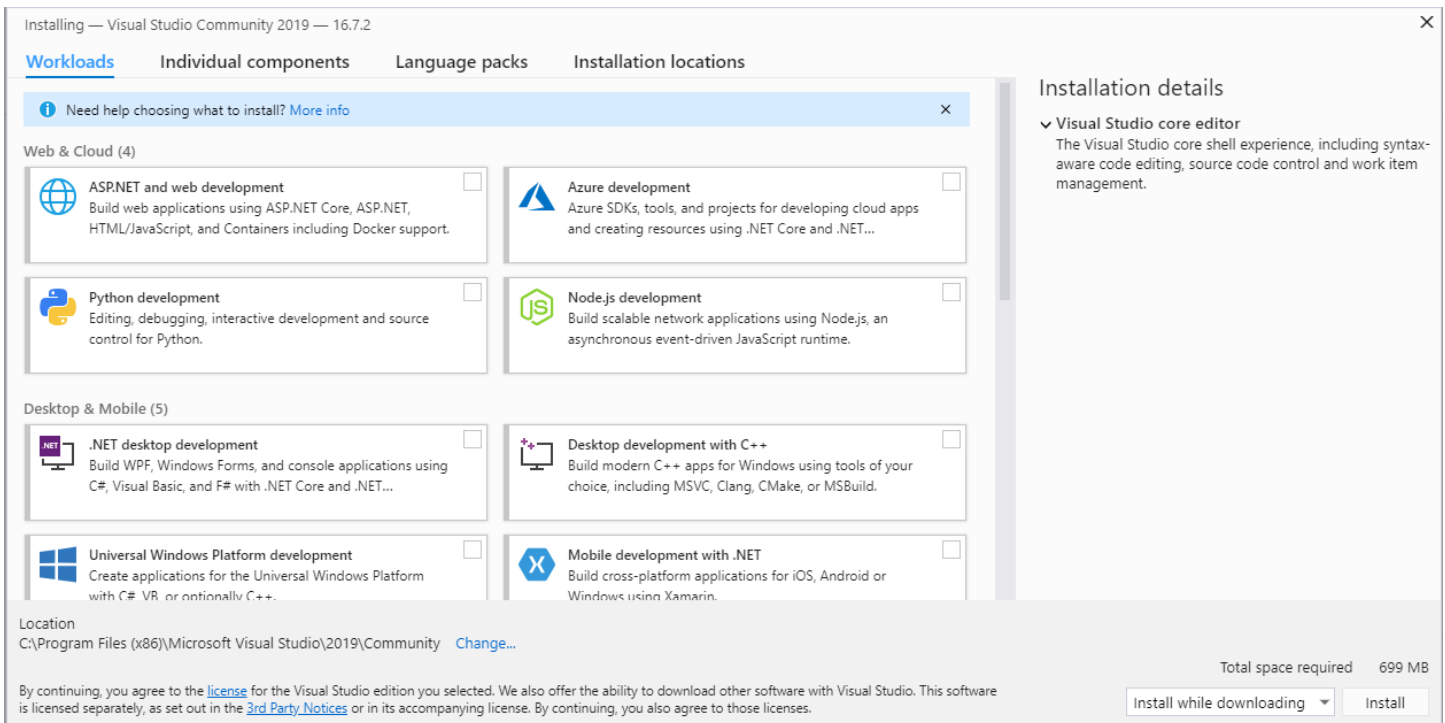 Installing — Visual Studio Community 2019 — 16.7.2
Workloads Individual components Language packs Installation locations
Need help choosing what to install? More info
Web & Cloud (4)
ASP.NET and web development
Build web applications using ASP.NET Core, ASP.NET,
HTML/JavaScript, and Containers including Docker support.
Azure development
Azure SDKs, tools, and projects for developing cloud apps
and creating resources using .NET Core and .NET...
Python development
Editing, debugging, interactive development and source
control for Python.
Node.js development
Build scalable network applications using Node.js, an
asynchronous event-driven JavaScript runtime.
Desktop & Mobile (5)
.NET
.NET desktop development
Build WPF, Windows Forms, and console applications using
C#, Visual Basic, and F# with .NET Core and .NET...
Desktop development with C++
Build modern C++ apps for Windows using tools of your
choice, including MSVC, Clang, CMake, or MSBuild.
Universal Windows Platform development
Create applications for the Universal Windows Platform
with C#, VB, or optionally C++.
Mobile development with .NET
Build cross-platform applications for iOS, Android or
Windows using Xamarin.
Installation details
Visual Studio core editor
The Visual Studio core shell experience, including syntax-
aware code editing, source code control and work item
management.
Location
C:\Program Files (x86)\Microsoft Visual Studio\2019\Community Change...
Total space required 699 MB
By continuing, you agree to the license for the Visual Studio edition you selected. We also offer the ability to download other software with Visual Studio. This software
is licensed separately, as set out in the 3rd Party Notices or in its accompanying license. By continuing, you also agree to those licenses.
Install while downloading Install